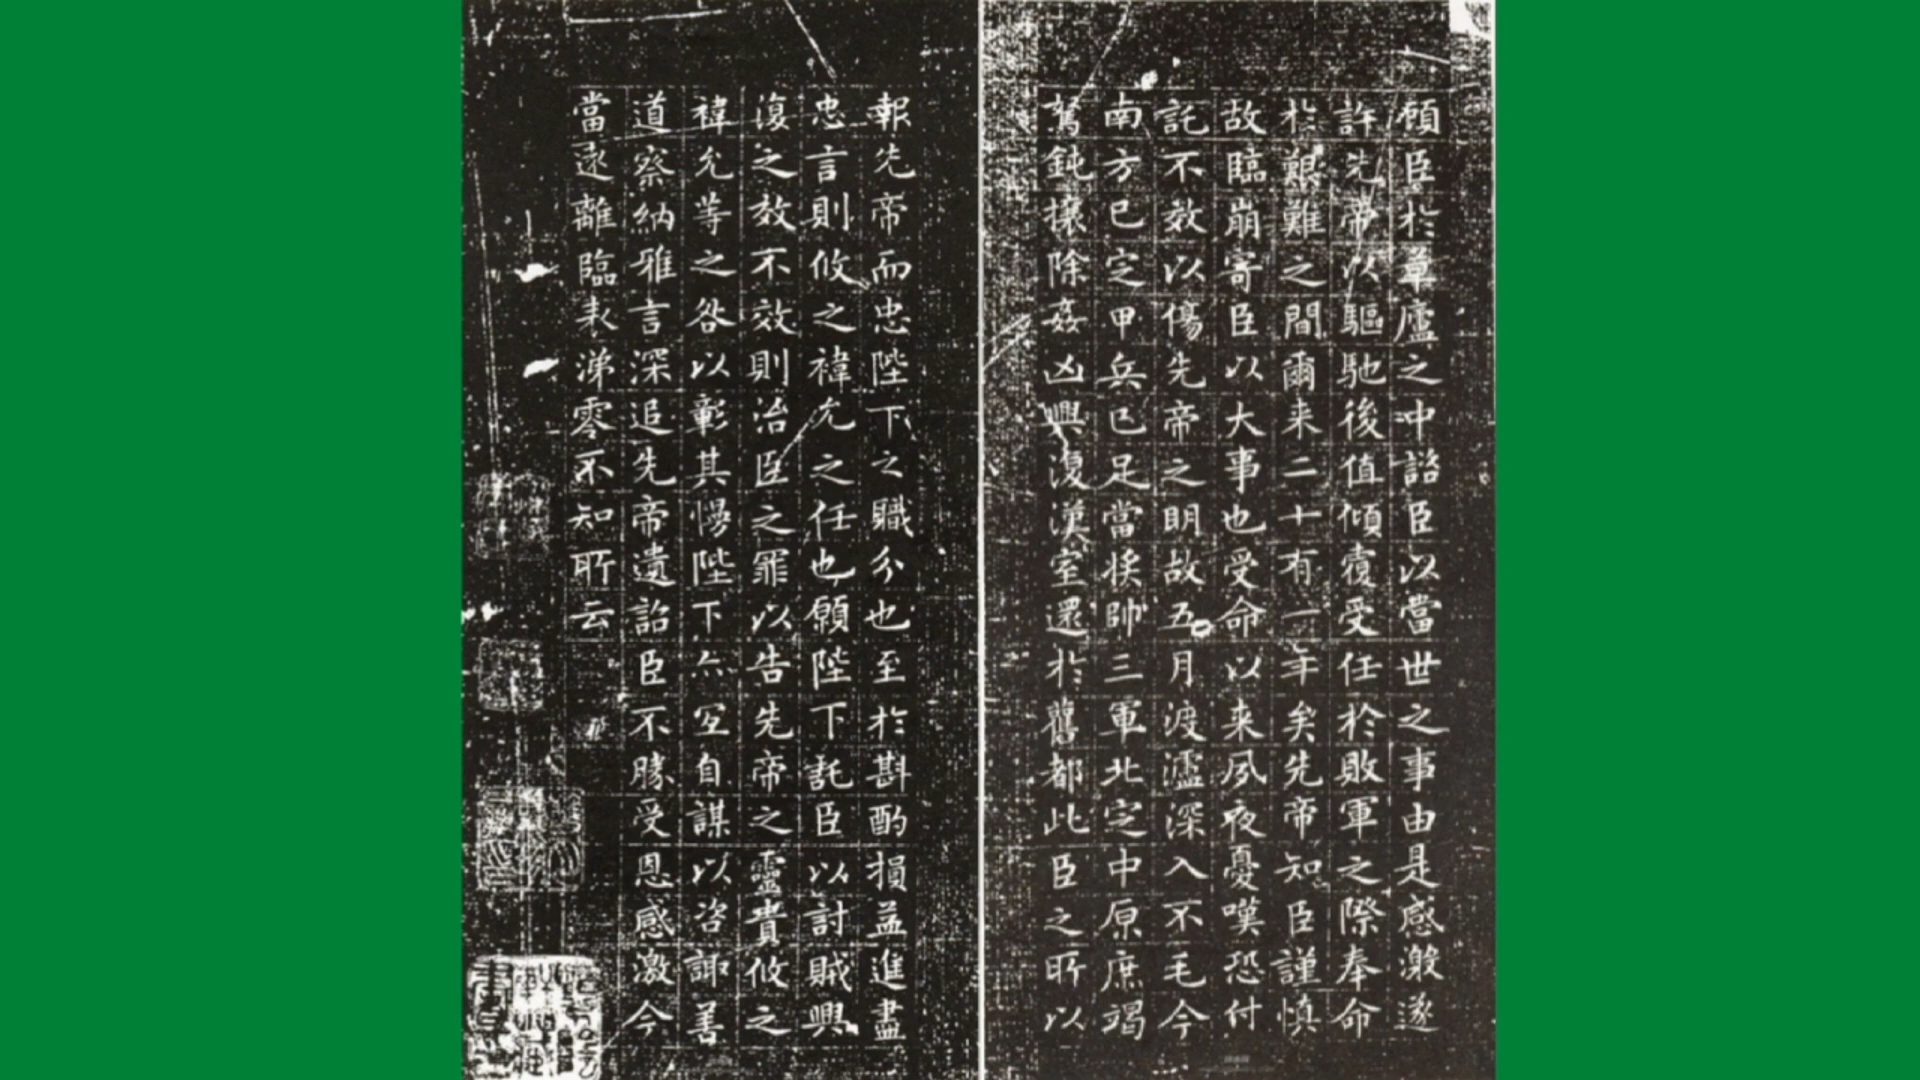 頋臣於草廬之中諮臣以當世之事由是感激遂
許先帝以驅馳後值傾覆受任於敗軍之際奉命
於艱難之間爾来二十有一年矣先帝知臣謹慎
故臨崩寄臣以大事也受命以来夙夜憂嘆恐付
託不效以傷先帝之明故五月渡瀘深入不毛今
南方已定甲兵已足當獎帥三軍北定中原庶竭
駑鈍攘除姦凶興復漢室還於舊都此臣之所以
報先帝而忠陛下之職分也至於斟酌損益進盡
忠言則攸之禕允之任也願陛下託臣以討賊興
復之效不效則治臣之罪以告先帝之靈責攸之
禕允等之咎以彰其慢陛下亦宜自謀以咨諏善
道察納雅言深追先帝遺詔臣不勝受恩感激今
當遠離臨表涕零不知所云